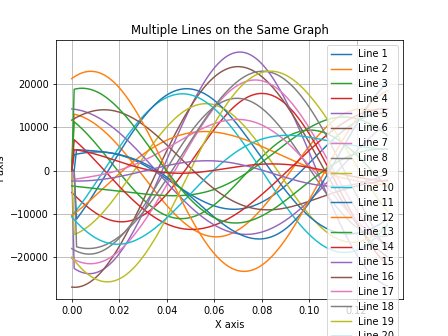 Multiple Lines on the Same Graph
20000
10000
0
−10000
−20000
0.00 0.02 0.04 0.06 0.08 0.10
X axis
Line 1
Line 2
Line 3
Line 4
Line 5
Line 6
Line 7
Line 8
Line 9
Line 10
Line 11
Line 12
Line 13
Line 14
Line 15
Line 16
Line 17
Line 18
Line 19
Line 20